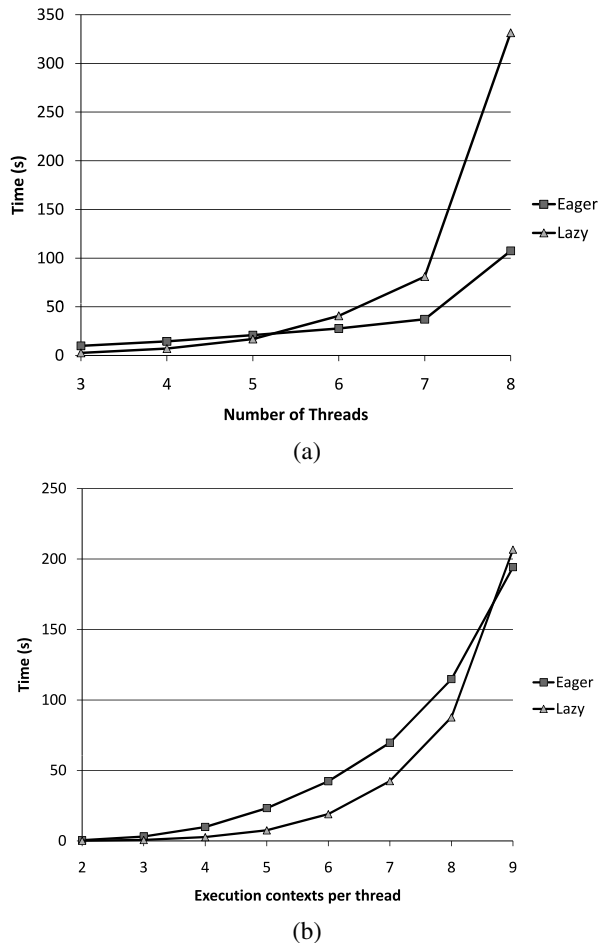 350
300
250
200
150
100
50
0
Time (s)
3 4 5 6 7 8
Number of Threads
Eager
Lazy
(a)
250
200
150
100
50
0
Time (s)
2 3 4 5 6 7 8 9
Execution contexts per thread
Eager
Lazy
(b)